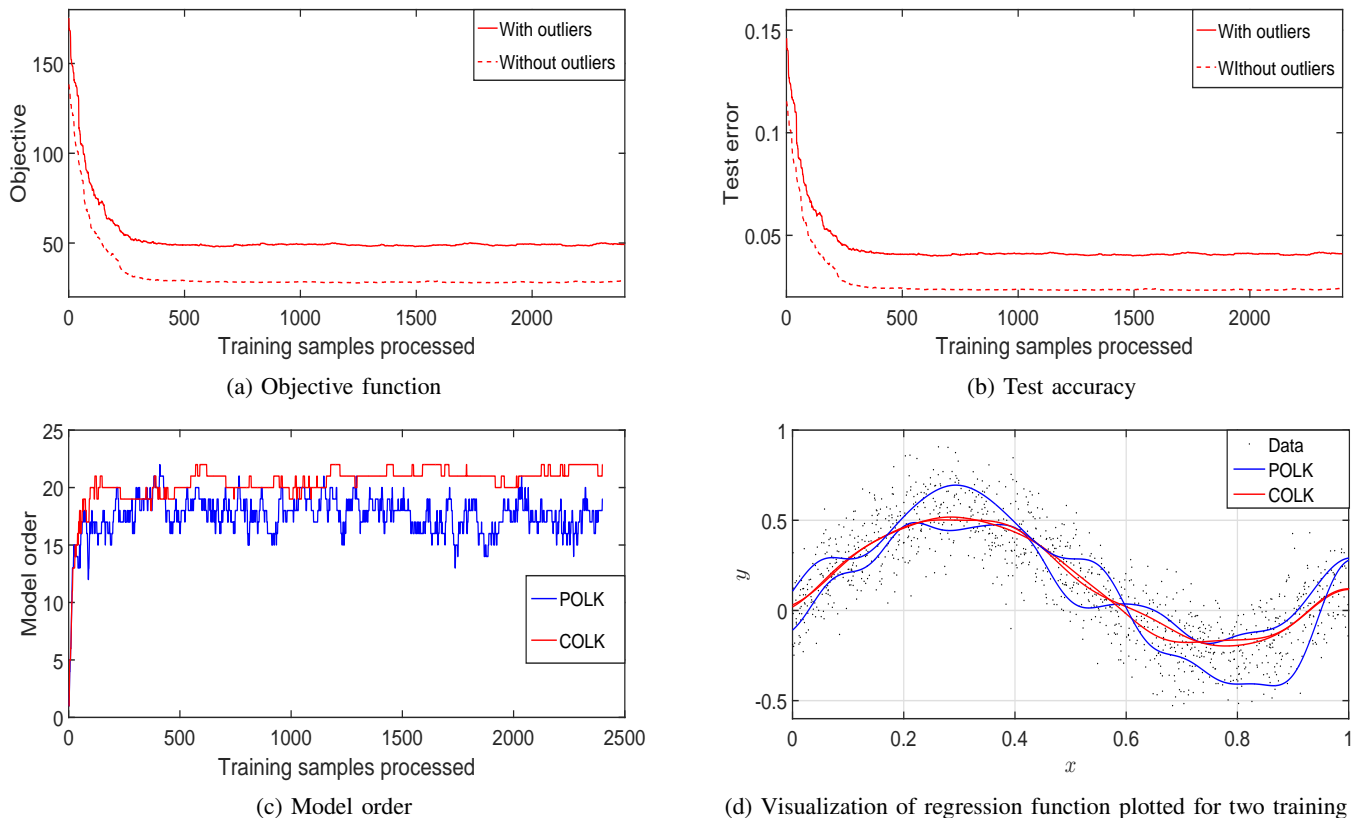 With outliers
Without outliers
150
100
50
Objective
0
500
1000
1500
2000
Training samples processed
(a) Objective function
With outliers
WIthout outliers
0.15
0.1
0.05
Test error
0
500
1000
1500
2000
Training samples processed
(b) Test accuracy
25
20
15
10
5
0
Model order
POLK
COLK
0
500
1000
1500
2000
2500
Training samples processed
(c) Model order
Data
POLK
COLK
1
0.5
0
-0.5
y
0
0.2
0.4
0.6
0.8
1
x
(d) Visualization of regression function plotted for two training